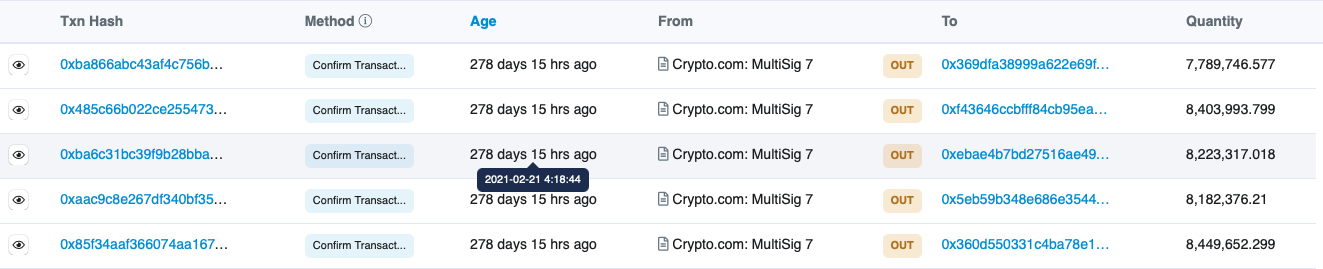 Txn Hash Method Age From To Quantity
0xba866abc43af4c756b... Confirm Transact... 278 days 15 hrs ago Crypto.com: MultiSig 7 OUT 0x369dfa38999a622e69f... 7,789,746.577
0x485c66b022ce255473... Confirm Transact... 278 days 15 hrs ago Crypto.com: MultiSig 7 OUT 0xf43646ccbfff84cb95ea... 8,403,993.799
0xba6c31bc39f9b28bba... Confirm Transact... 278 days 15 hrs ago Crypto.com: MultiSig 7 OUT 0xebae4b7bd27516ae49... 8,223,317.018
2021-02-21 4:18:44
0xaac9c8e267df340bf35... Confirm Transact... 278 days 15 hrs ago Crypto.com: MultiSig 7 OUT 0x5eb59b348e686e3544... 8,182,376.21
0x85f34aaf366074aa167... Confirm Transact... 278 days 15 hrs ago Crypto.com: MultiSig 7 OUT 0x360d550331c4ba78e1... 8,449,652.299